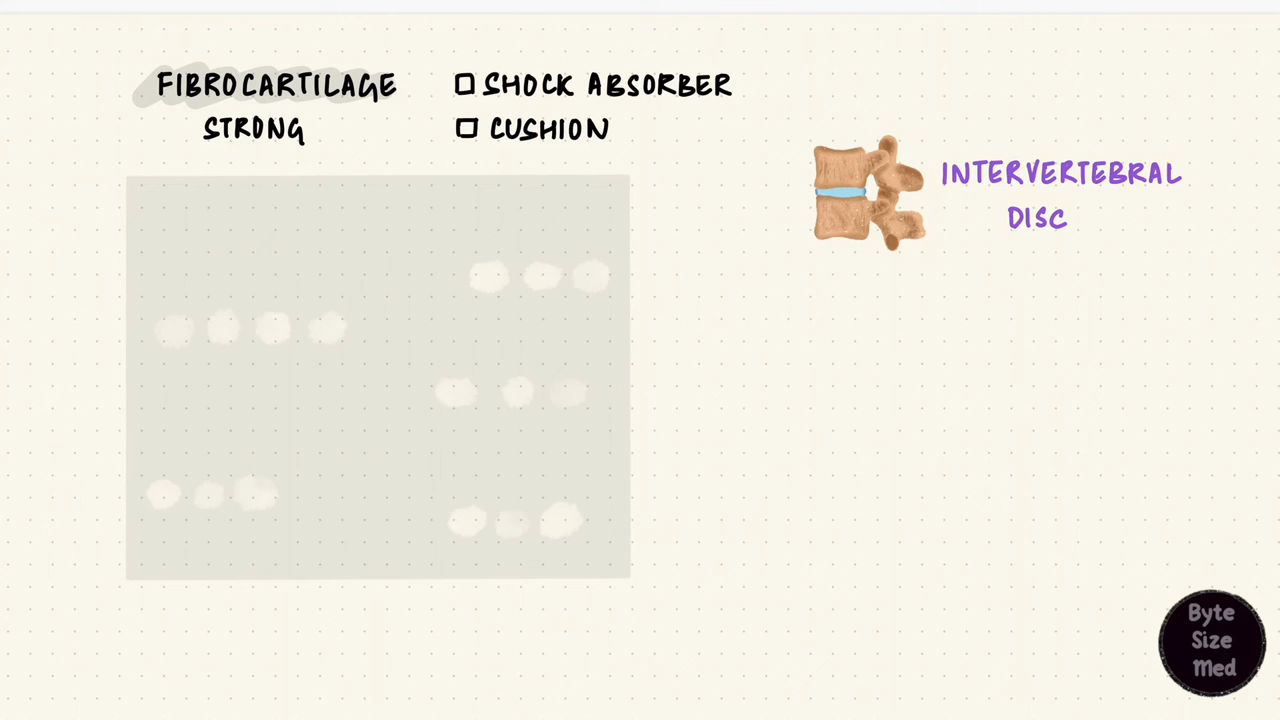 FIBROCARTILAGE
STRONG
SHOCK ABSORBER
CUSHION
INTERVERTEBRAL
DISC
Byte
Size
Med